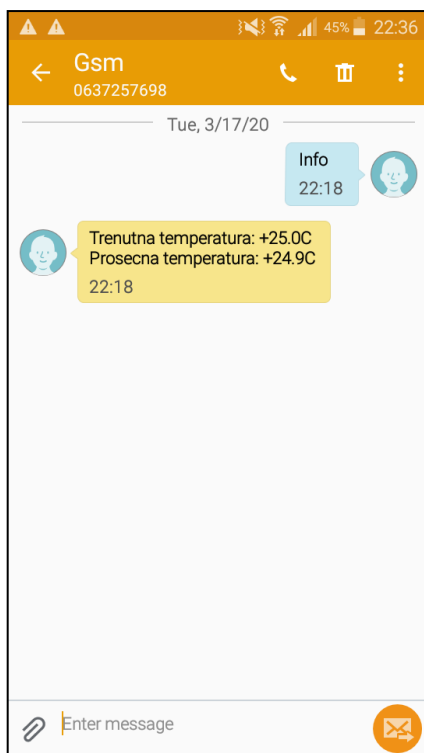 45% 22:36
Gsm
0637257698
Tue, 3/17/20
Info
22:18
Trenutna temperatura: +25.0C
Prosecna temperatura: +24.9C
22:18
Enter message